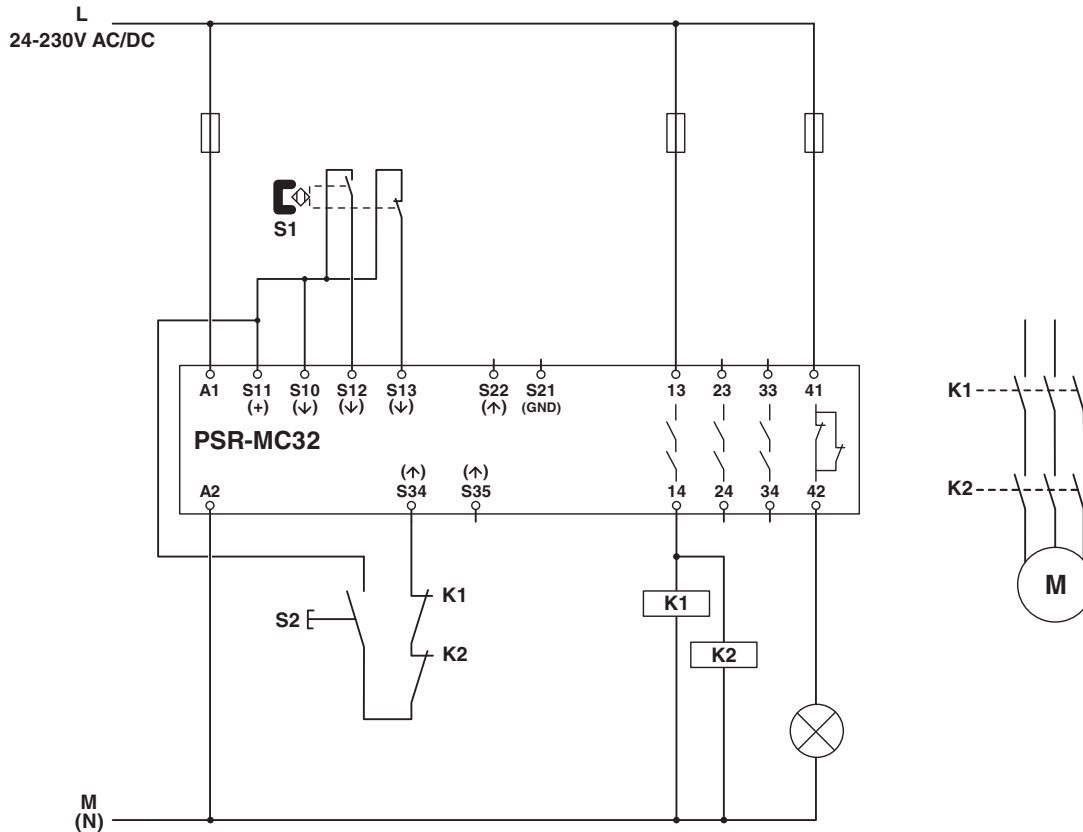 L
24-230V AC/DC
S1
A1 S11 S10 S12 S13 S22 S21 13 23 33 41
(+) (↓) (↓) (↓) (↑) (GND)
PSR-MC32
(↑) (↑)
A2 S34 S35 14 24 34 42
K1
K2
M
S2
K1
K2
K1
K2
M
(N)